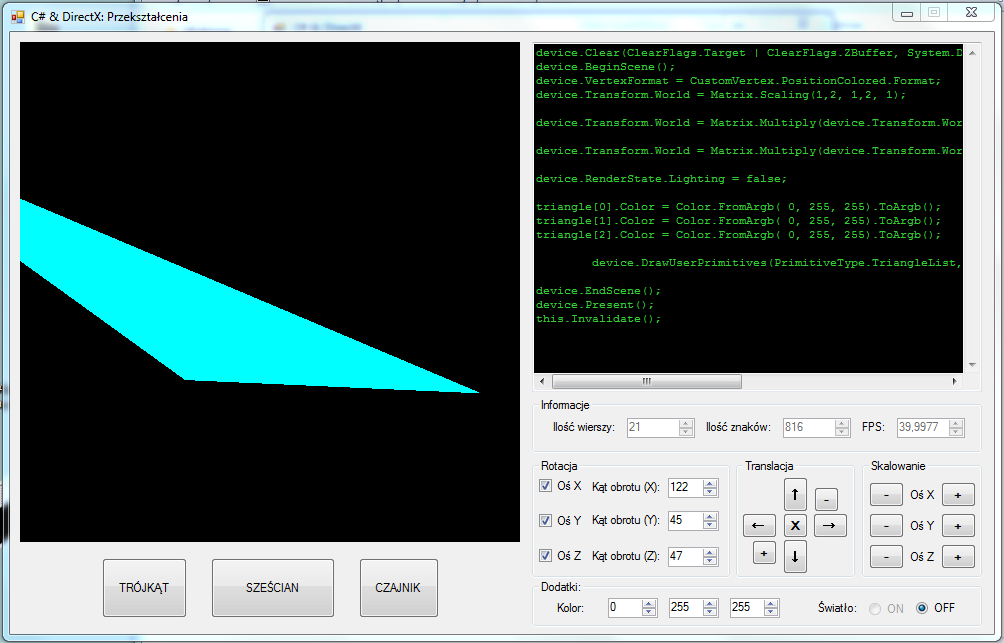 C# & DirectX: Przekształcenia
device.Clear(ClearFlags.Target | ClearFlags.ZBuffer, System.D
device.BeginScene();
device.VertexFormat = CustomVertex.PositionColored.Format;
device.Transform.World = Matrix.Scaling(1,2, 1,2, 1);
device.Transform.World = Matrix.Multiply(device.Transform.Wor
device.Transform.World = Matrix.Multiply(device.Transform.Wor
device.RenderState.Lighting = false;
triangle[0].Color = Color.FromArgb( 0, 255, 255).ToArgb();
triangle[1].Color = Color.FromArgb( 0, 255, 255).ToArgb();
triangle[2].Color = Color.FromArgb( 0, 255, 255).ToArgb();
device.DrawUserPrimitives(PrimitiveType.TriangleList,
device.EndScene();
device.Present();
this.Invalidate();
Informacje
Ilość wierszy: 21 Ilość znaków: 816 FPS: 39,9977
Rotacja
Oś X Kąt obrotu (X): 122
Oś Y Kąt obrotu (Y): 45
Oś Z Kąt obrotu (Z): 47
Translacja
↑ -
← X →
+ ↓
Skalowanie
- Oś X +
- Oś Y +
- Oś Z +
Dodatki:
Kolor: 0 255 255 Światło: ON OFF
TRÓJKĄT SZEŚCIAN CZAJNIK